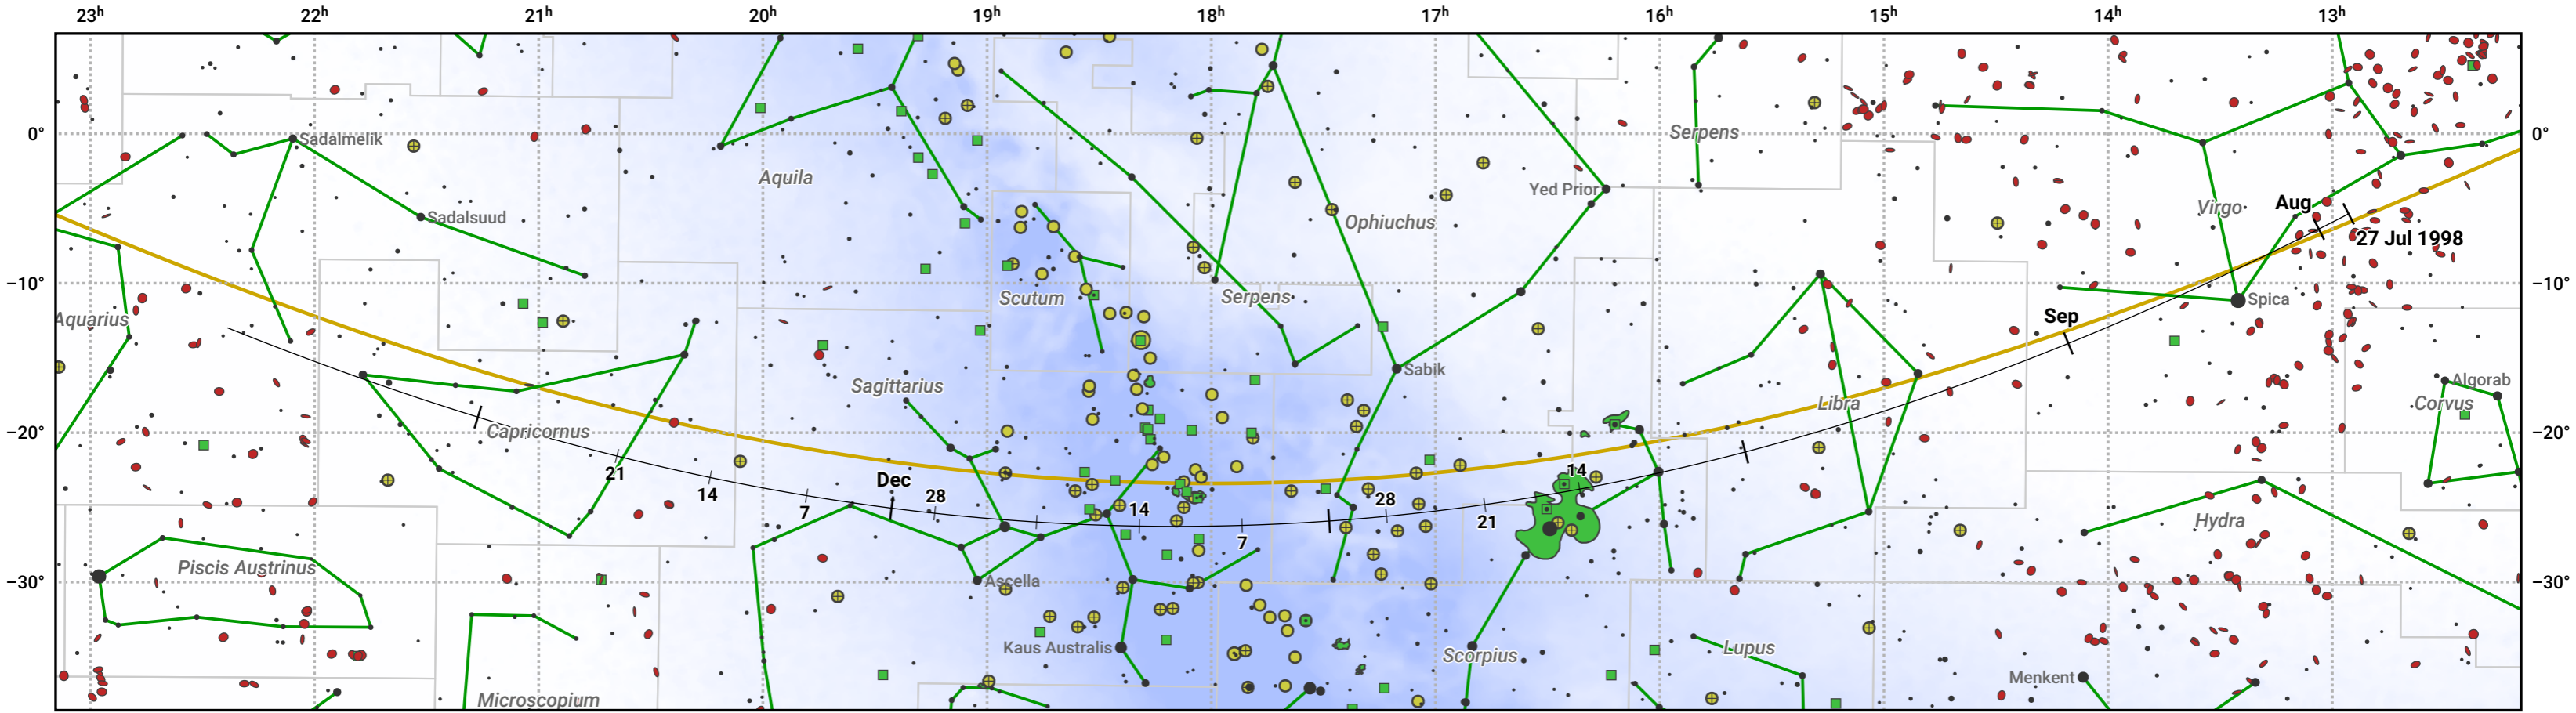 23h 22h 21h 20h 19h 18h 17h 16h 15h 14h 13h
0° Sadalmelik Serpens 0°
Aquila Yed Prior
Sadalsuud Ophiuchus Virgo Aug
27 Jul 1998
−10° −10°
Aquarius Scutum Serpens Sep Spica
Sagittarius Sabik Algorab
Libra Corvus
−20° Capricornus −20°
21 14 7 Dec 28 14 7 28 21 14
Hydra
−30° Piscis Austrinus Ascella −30°
Kaus Australis Scorpius Lupus
Microscopium Menkent